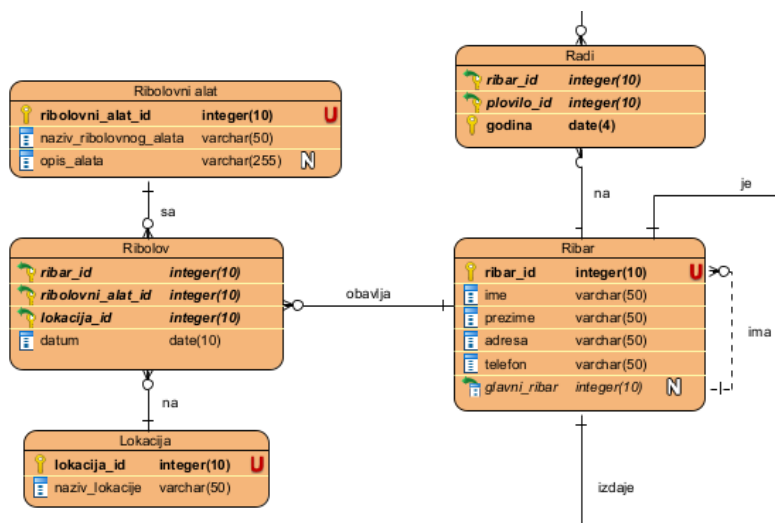 Radi
ribar_id integer(10)
plovilo_id integer(10)
godina date(4)
Ribolovni alat
ribolovni_alat_id integer(10) U
naziv_ribolovnog_alata varchar(50)
opis_alata varchar(255) N
sa
na
je
Ribolov
ribar_id integer(10)
ribolovni_alat_id integer(10)
lokacija_id integer(10)
datum date(10)
obavlja
Ribar
ribar_id integer(10) U
ime varchar(50)
prezime varchar(50)
adresa varchar(50)
telefon varchar(50)
glavni_ribar integer(10) N
ima
na
Lokacija
lokacija_id integer(10) U
naziv_lokacije varchar(50)
izdaje